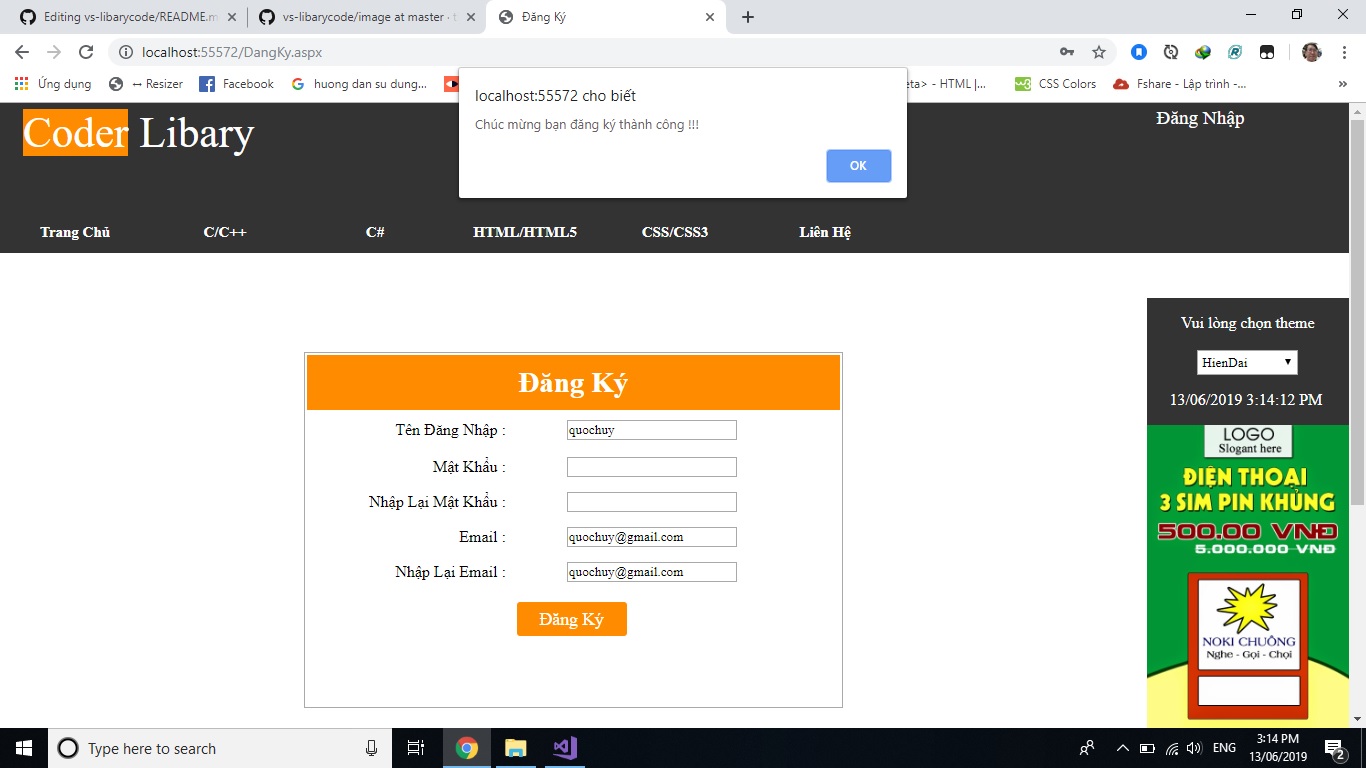 Editing vs-libarycode/README.m
vs-libarycode/image at master · t
Đăng Ký
localhost:55572/DangKy.aspx
Ứng dụng
↔ Resizer
Facebook
huong dan su dung...
eta> - HTML |...
CSS Colors
Fshare - Lập trình -...
»
localhost:55572 cho biết
Chúc mừng bạn đăng ký thành công !!!
OK
Coder Libary
Đăng Nhập
Trang Chủ
C/C++
C#
HTML/HTML5
CSS/CSS3
Liên Hệ
Vui lòng chọn theme
HienDai
13/06/2019 3:14:12 PM
Đăng Ký
Tên Đăng Nhập :
quochuy
Mật Khẩu :
Nhập Lại Mật Khẩu :
Email :
quochuy@gmail.com
Nhập Lại Email :
quochuy@gmail.com
Đăng Ký
LOGO
Slogant here
ĐIỆN THOẠI
3 SIM PIN KHỦNG
500.00 VNĐ
5.000.000 VNĐ
NOKI CHUÔNG
Nghe - Gọi - Chọi
Type here to search
ENG
3:14 PM
13/06/2019
2